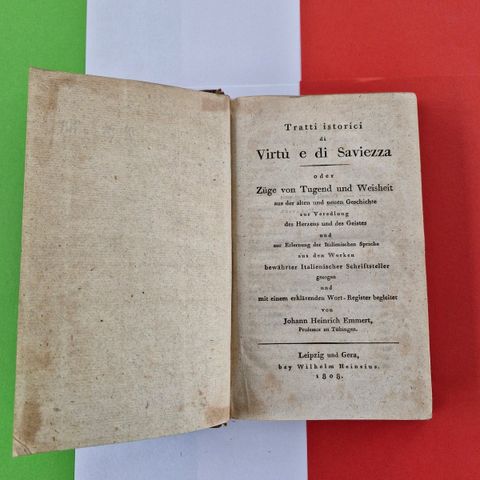 Tratti istorici
di
Virtù e di Saviezza
oder
Züge von Tugend und Weisheit
aus der alten und neuen Geschichte
zur Veredlung
des Herzens und des Geistes
und
zur Erlernung der Italienischen Sprache
aus den Werken
bewährter Italienischer Schriftsteller
gezogen
und
mit einem erklärenden Wort-Register begleitet
von
Johann Heinrich Emmert,
Professor zu Tübingen.
Leipzig und Gera,
bey Wilhelm Heinsius.
1808.